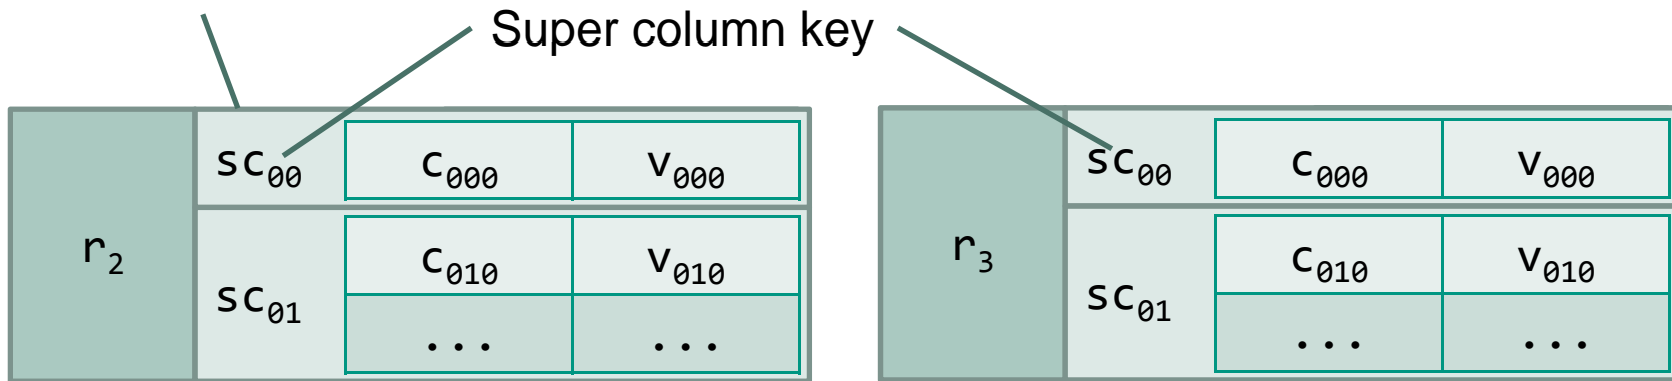 Super column key
sc₀₀ c₀₀₀ v₀₀₀
r₂
sc₀₁ c₀₁₀ v₀₁₀
... ...
sc₀₀ c₀₀₀ v₀₀₀
r₃
sc₀₁ c₀₁₀ v₀₁₀
... ...